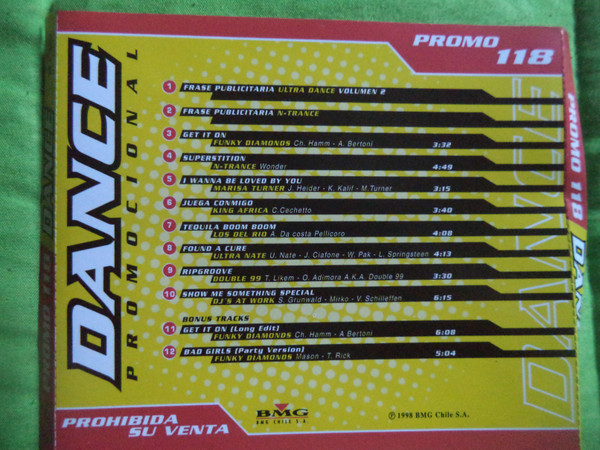 PROMO
118
DANCE
PROMOCIONAL
1 FRASE PUBLICITARIA ULTRA DANCE VOLUMEN 2
2 FRASE PUBLICITARIA N-TRANCE
3 GET IT ON
FUNKY DIAMONDS Ch. Hamm - A. Bertoni 3:32
4 SUPERSTITION
N-TRANCE Wonder 4:49
5 I WANNA BE LOVED BY YOU
MARISA TURNER J. Heider - K. Kalif - M.Turner 3:15
6 JUEGA CONMIGO
KING AFRICA C.Cechetto 3:40
7 TEQUILA BOOM BOOM
LOS DEL RIO A. Da costa Pellicoro 4:08
8 FOUND A CURE
ULTRA NATE U. Nate - J. Ciafone - W. Pak - L. Springsteen 4:13
9 RIPGROOVE
DOUBLE 99 T. Likem - O. Adimora A.K.A. Double 99 3:30
10 SHOW ME SOMETHING SPECIAL
DJ'S AT WORK S. Grunwald - Mirko - V. Schilleffen 6:15
BONUS TRACKS
11 GET IT ON (Long Edit)
FUNKY DIAMONDS Ch. Hamm - A Bertoni 6:08
12 BAD GIRLS (Party Version)
FUNKY DIAMONDS Mason - T. Rick 5:04
PROHIBIDA
SU VENTA
BMG
BMG CHILE S.A.
℗ 1998 BMG Chile S.A.
DANCE
PROMO 118
DAN
PROMO 118 DANCE